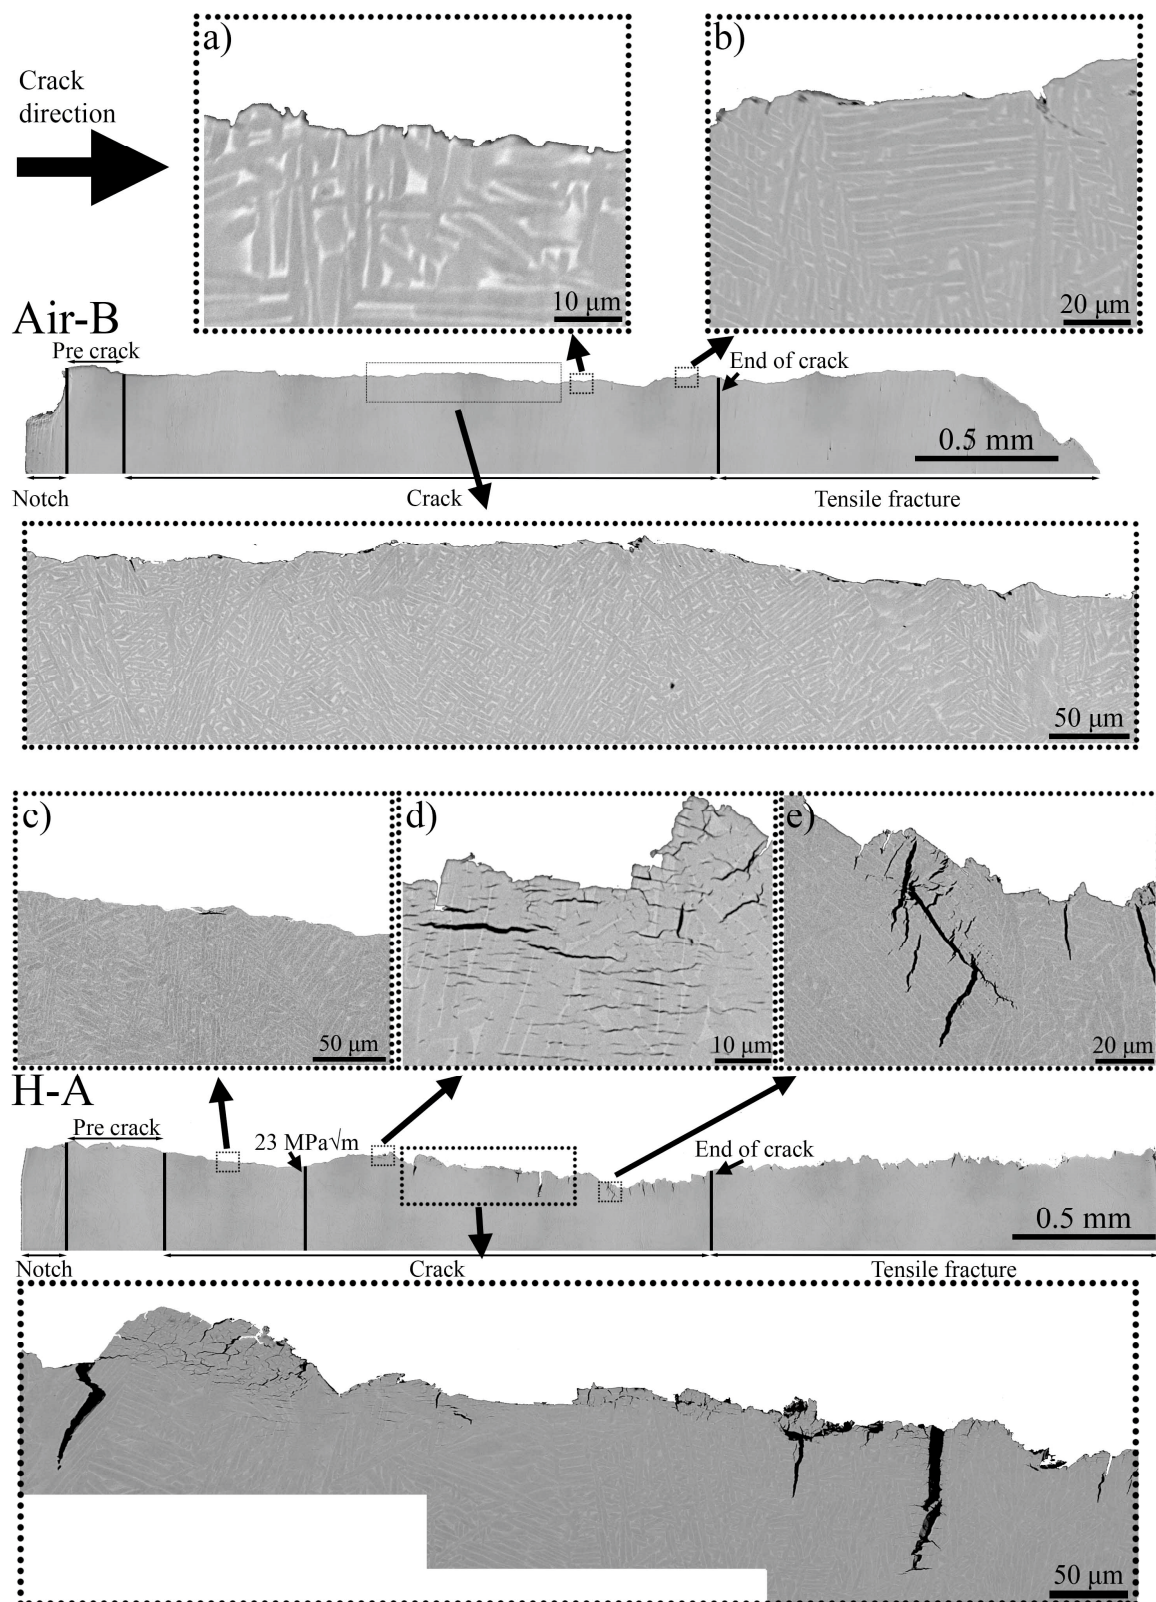 a)
b)
Crack
direction
10 μm
20 μm
Air-B
Pre crack
End of crack
0.5 mm
Notch
Crack
Tensile fracture
50 μm
c)
d)
e)
50 μm
10 μm
20 μm
H-A
Pre crack
23 MPa√m
End of crack
0.5 mm
Notch
Crack
Tensile fracture
50 μm